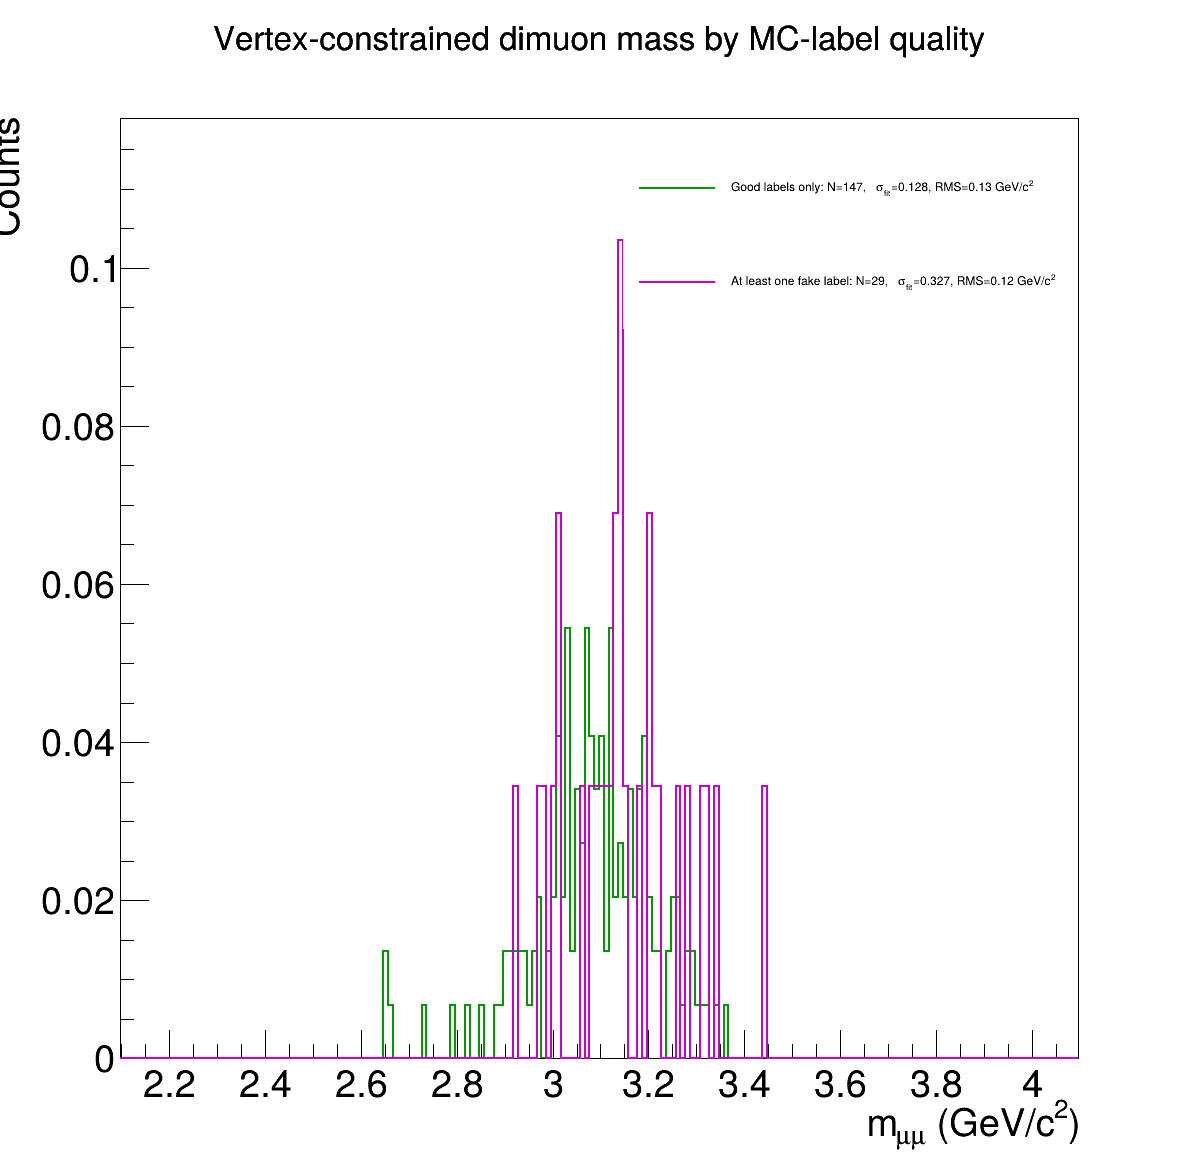 Vertex-constrained dimuon mass by MC-label quality
Counts
Good labels only: N=147, σfit=0.128, RMS=0.13 GeV/c²
At least one fake label: N=29, σfit=0.327, RMS=0.12 GeV/c²
0.1
0.08
0.06
0.04
0.02
0
2.2 2.4 2.6 2.8 3 3.2 3.4 3.6 3.8 4
mμμ (GeV/c²)